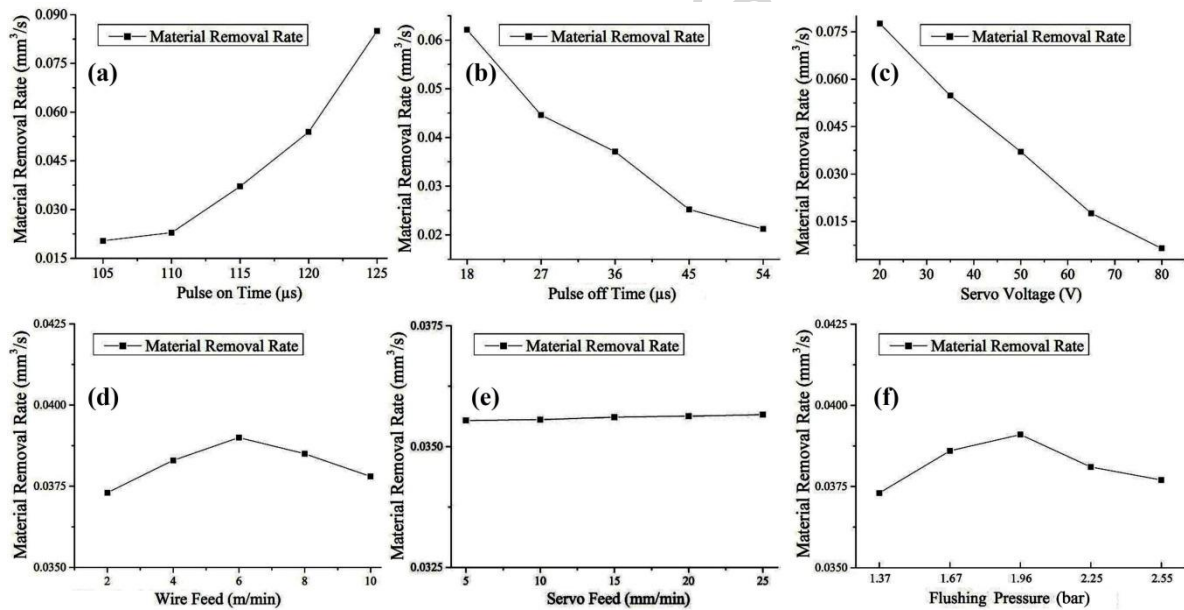 Material Removal Rate (mm³/s)
0.090
0.075
0.060
0.045
0.030
0.015
Material Removal Rate
(a)
105 110 115 120 125
Pulse on Time (µs)
Material Removal Rate (mm³/s)
0.06
0.05
0.04
0.03
0.02
Material Removal Rate
(b)
18 27 36 45 54
Pulse off Time (µs)
Material Removal Rate (mm³/s)
0.075
0.060
0.045
0.030
0.015
Material Removal Rate
(c)
20 30 40 50 60 70 80
Servo Voltage (V)
Material Removal Rate (mm³/s)
0.0425
0.0400
0.0375
0.0350
Material Removal Rate
(d)
2 4 6 8 10
Wire Feed (m/min)
Material Removal Rate (mm³/s)
0.0375
0.0350
0.0325
Material Removal Rate
(e)
5 10 15 20 25
Servo Feed (mm/min)
Material Removal Rate (mm³/s)
0.0425
0.0400
0.0375
0.0350
Material Removal Rate
(f)
1.37 1.67 1.96 2.25 2.55
Flushing Pressure (bar)